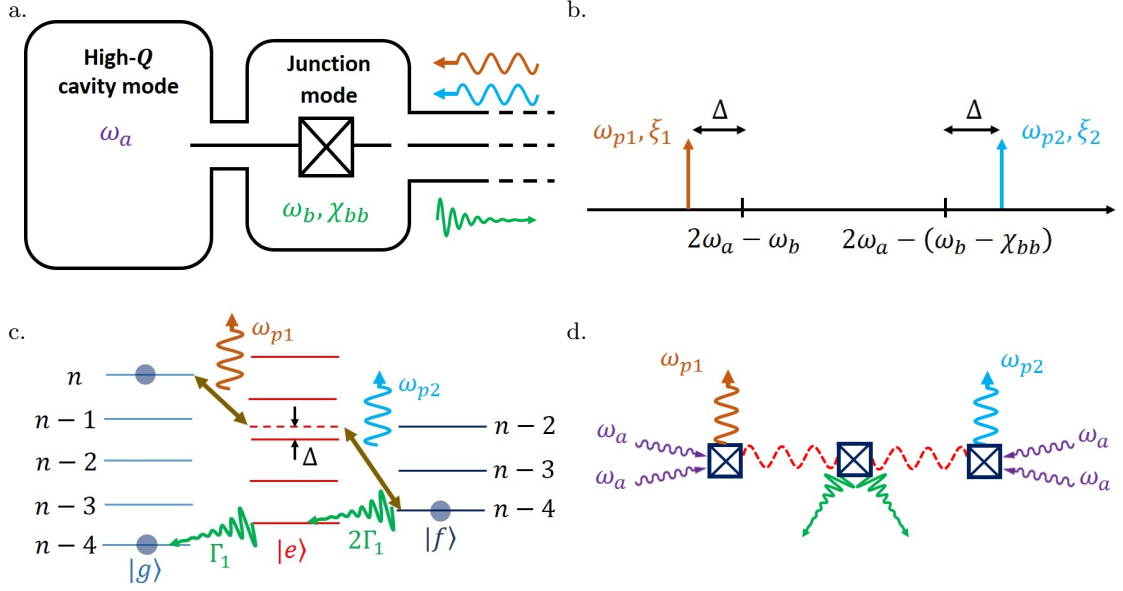 a.
High-Q
cavity mode
ω_a
Junction
mode
ω_b, χ_bb
b.
ω_p1, ξ_1
Δ
Δ
ω_p2, ξ_2
2ω_a − ω_b
2ω_a − (ω_b − χ_bb)
c.
n
n − 1
n − 2
n − 3
n − 4
|g⟩
ω_p1
Δ
Γ_1
|e⟩
ω_p2
2Γ_1
n − 2
n − 3
n − 4
|f⟩
d.
ω_p1
ω_a
ω_a
ω_p2
ω_a
ω_a